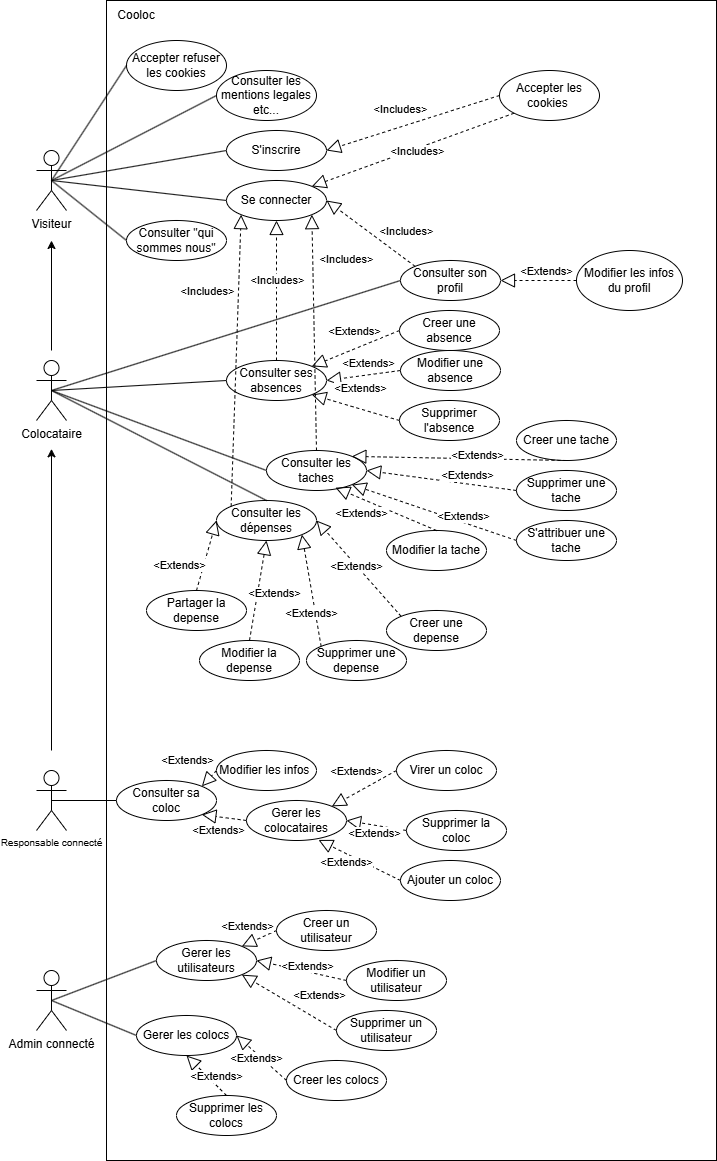 Cooloc
Accepter refuser
les cookies
Consulter les
mentions legales
etc...
Accepter les
cookies
<Includes>
S'inscrire
<Includes>
Se connecter
Visiteur
Consulter "qui
sommes nous"
<Includes>
<Includes>
<Includes>
<Includes>
Consulter son
profil
<Extends>
Modifier les infos
du profil
Creer une
absence
<Extends>
Consulter ses
absences
<Extends>
Modifier une
absence
<Extends>
Supprimer
l'absence
Colocataire
Creer une tache
<Extends>
Consulter les
taches
<Extends>
Supprimer une
tache
Consulter les
dépenses
<Extends>
<Extends>
S'attribuer une
tache
Modifier la tache
<Extends>
<Extends>
Partager la
depense
<Extends>
<Extends>
Creer une
depense
Modifier la
depense
Supprimer une
depense
<Extends>
Modifier les infos
<Extends>
Virer un coloc
Consulter sa
coloc
<Extends>
Gerer les
colocataires
<Extends>
Supprimer la
coloc
Responsable connecté
<Extends>
Ajouter un coloc
<Extends>
Creer un
utilisateur
Gerer les
utilisateurs
<Extends>
Modifier un
utilisateur
<Extends>
Supprimer un
utilisateur
Admin connecté
Gerer les colocs
<Extends>
<Extends>
Creer les colocs
Supprimer les
colocs